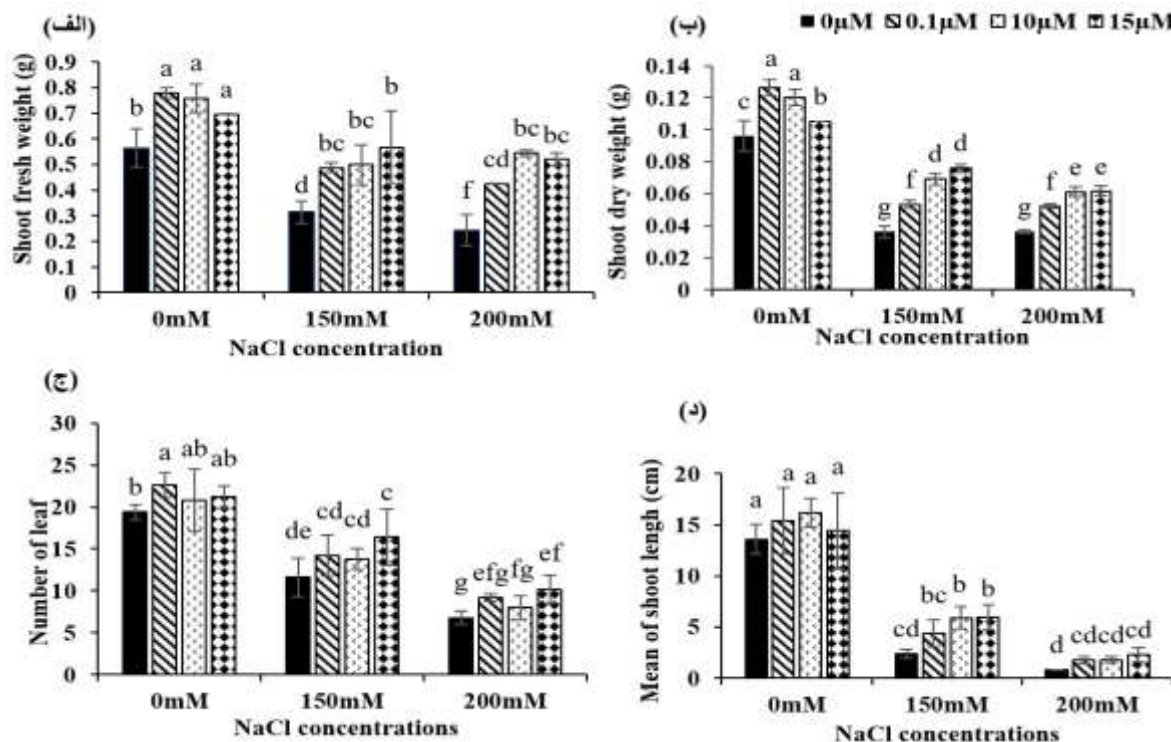 (الف)
Shoot fresh weight (g)
0.9
0.8
0.7
0.6
0.5
0.4
0.3
0.2
0.1
0
b a a a
d bc bc b
f cd bc bc
0mM 150mM 200mM
NaCl concentration
(ب)
0μM 0.1μM 10μM 15μM
Shoot dry weight (g)
0.14
0.12
0.1
0.08
0.06
0.04
0.02
0
c a a b
g f d d
g f e e
0mM 150mM 200mM
NaCl concentration
(ج)
Number of leaf
30
25
20
15
10
5
0
b a ab ab
de cd cd c
g efg fg ef
0mM 150mM 200mM
NaCl concentrations
(د)
Mean of shoot lengh (cm)
20
15
10
5
0
a a a a
cd bc b b
d cd cd cd
0mM 150mM 200mM
NaCl concentrations